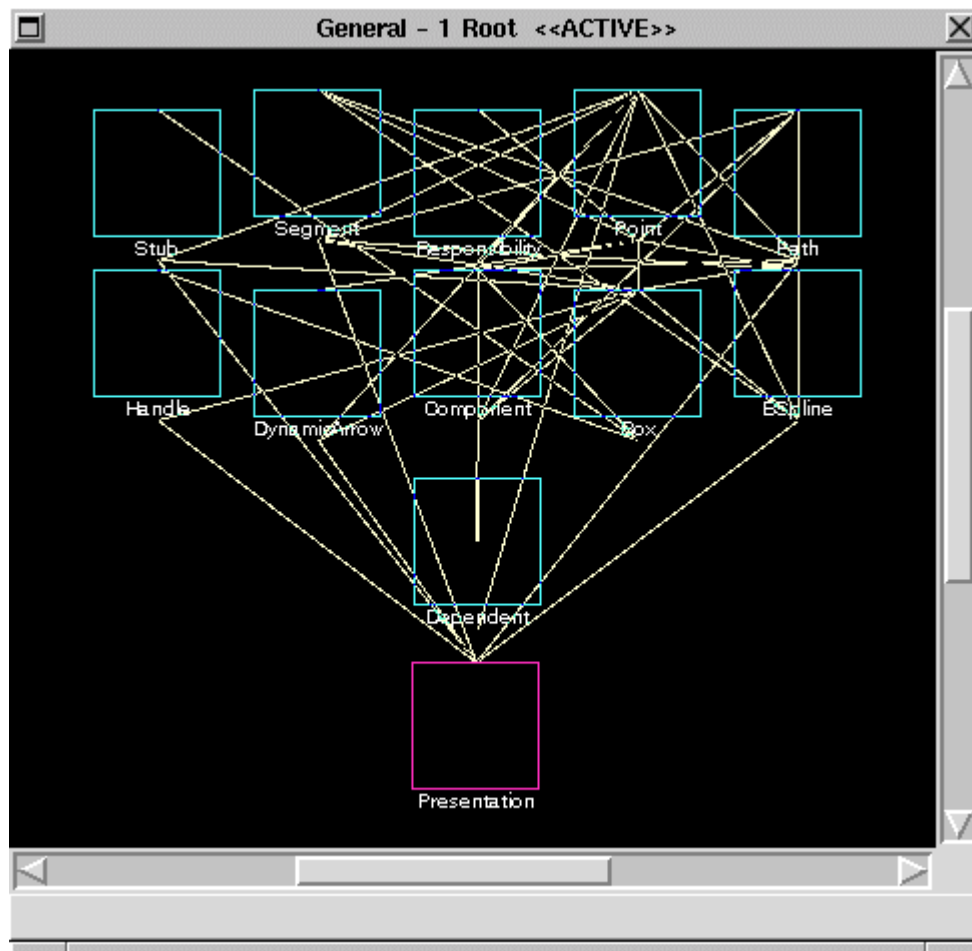 General - 1 Root <<ACTIVE>>
Stub
Segment
Responsibility
Point
Path
Handle
DynamicArrow
Component
Box
BSpline
Dependent
Presentation